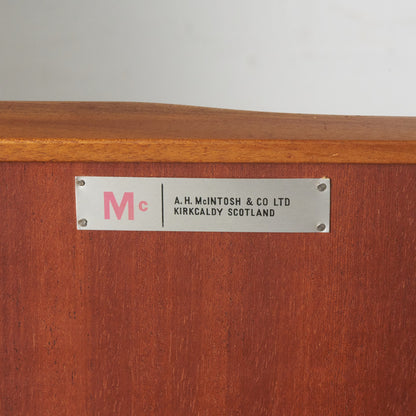 Mc
A.H. McINTOSH & CO LTD
KIRKCALDY SCOTLAND